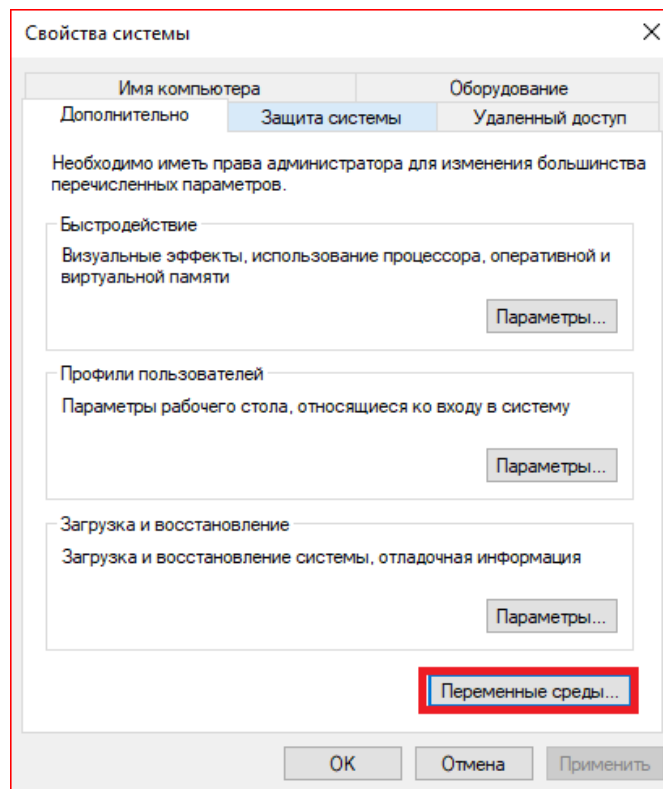 Свойства системы
Имя компьютера
Оборудование
Дополнительно
Защита системы
Удаленный доступ
Необходимо иметь права администратора для изменения большинства
перечисленных параметров.
Быстродействие
Визуальные эффекты, использование процессора, оперативной и
виртуальной памяти
Параметры...
Профили пользователей
Параметры рабочего стола, относящиеся ко входу в систему
Параметры...
Загрузка и восстановление
Загрузка и восстановление системы, отладочная информация
Параметры...
Переменные среды...
OK
Отмена
Применить